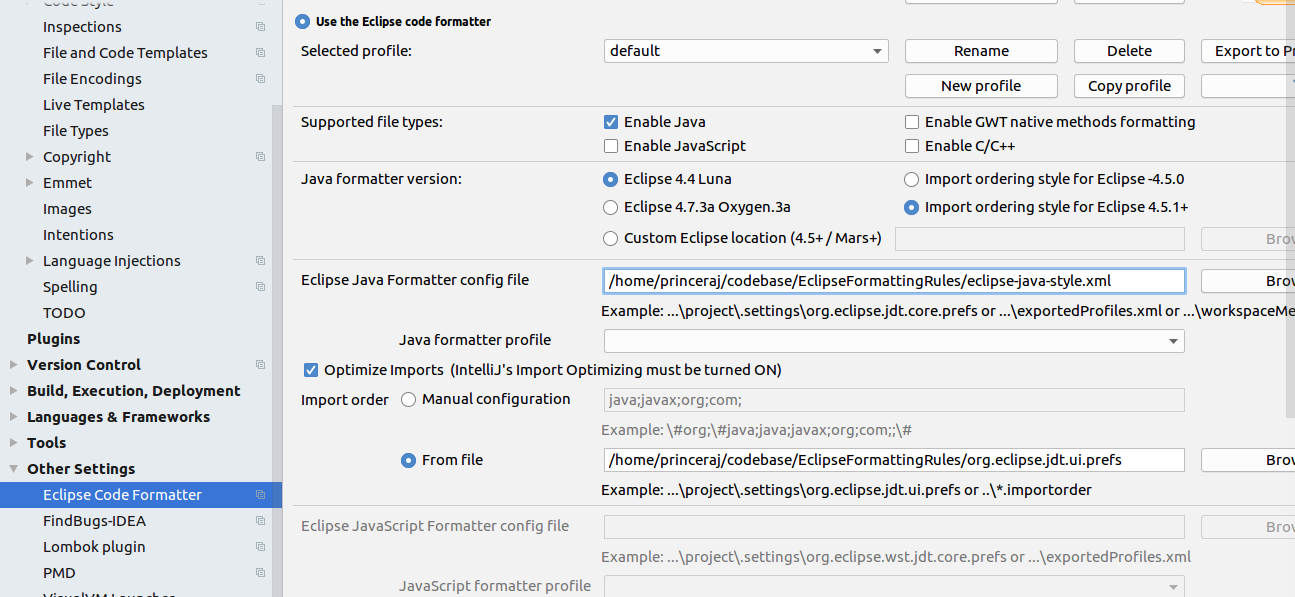 Code Style
Inspections
File and Code Templates
File Encodings
Live Templates
File Types
Copyright
Emmet
Images
Intentions
Language Injections
Spelling
TODO
Plugins
Version Control
Build, Execution, Deployment
Languages & Frameworks
Tools
Other Settings
Eclipse Code Formatter
FindBugs-IDEA
Lombok plugin
PMD
VisualVM Launcher
Use the Eclipse code formatter
Selected profile: default Rename Delete Export to Pr
New profile Copy profile
Supported file types: Enable Java Enable GWT native methods formatting
Enable JavaScript Enable C/C++
Java formatter version: Eclipse 4.4 Luna Import ordering style for Eclipse -4.5.0
Eclipse 4.7.3a Oxygen.3a Import ordering style for Eclipse 4.5.1+
Custom Eclipse location (4.5+ / Mars+) Brow
Eclipse Java Formatter config file /home/princeraj/codebase/EclipseFormattingRules/eclipse-java-style.xml Brow
Example: ...\project\.settings\org.eclipse.jdt.core.prefs or ...\exportedProfiles.xml or ...\workspaceMe
Java formatter profile
Optimize Imports (IntelliJ's Import Optimizing must be turned ON)
Import order Manual configuration java;javax;org;com;
Example: \#org;\#java;java;javax;org;com;;\#
From file /home/princeraj/codebase/EclipseFormattingRules/org.eclipse.jdt.ui.prefs Brow
Example: ...\project\.settings\org.eclipse.jdt.ui.prefs or ..\*.importorder
Eclipse JavaScript Formatter config file Brow
Example: ...\project\.settings\org.eclipse.wst.jdt.core.prefs or ...\exportedProfiles.xml
JavaScript formatter profile